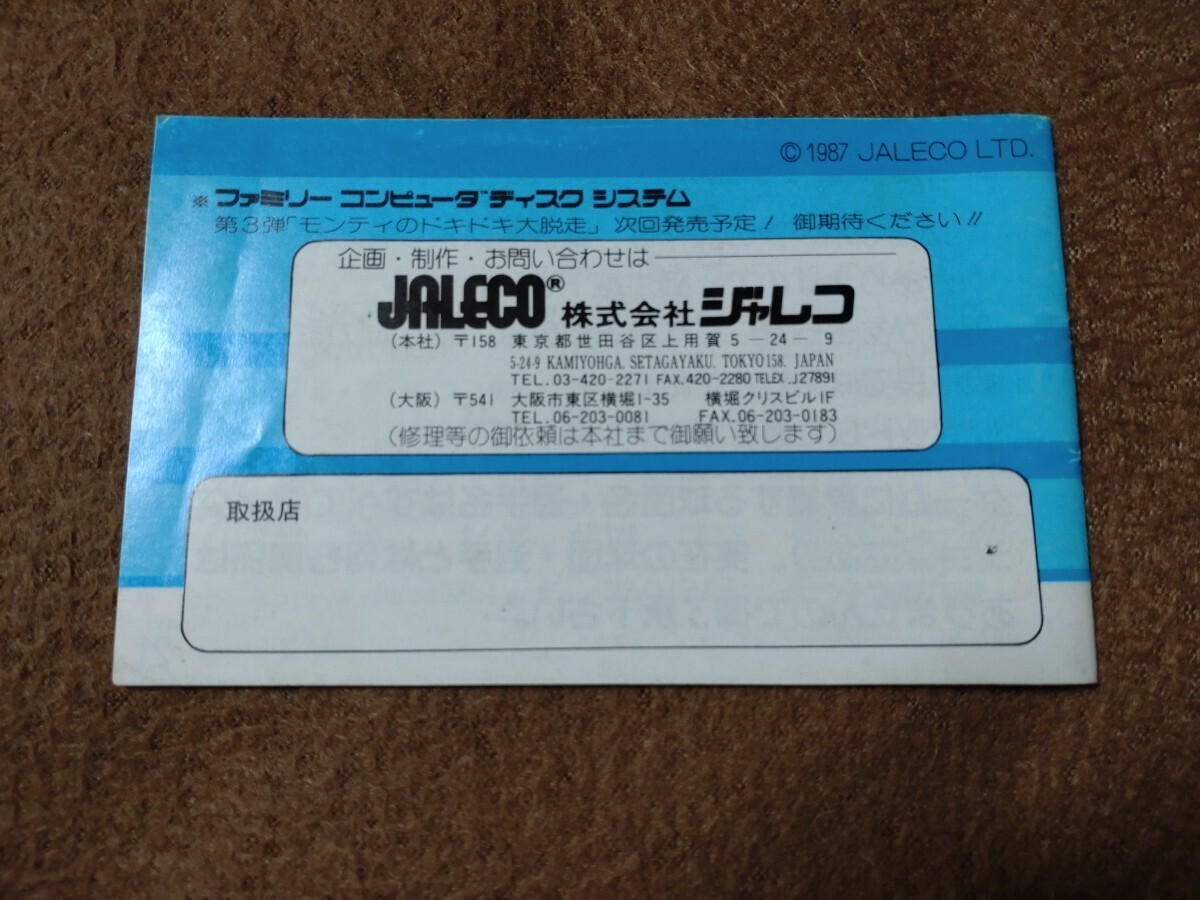 ©1987 JALECO LTD.
※ファミリー コンピュータ™ディスク システム
第3弾「モンティのドキドキ大脱走」次回発売予定! 御期待ください!!
企画・制作・お問い合わせは
JALECO® 株式会社ジャレコ
(本社) 〒158 東京都世田谷区上用賀5-24-9
5-24-9 KAMIYOHGA. SETAGAYAKU. TOKYO 158. JAPAN
TEL. 03-420-2271 FAX. 420-2280 TELEX. J27891
(大阪) 〒541 大阪市東区横堀1-35 横堀クリスビル1F
TEL. 06-203-0081 FAX. 06-203-0183
(修理等の御依頼は本社まで御願い致します)
取扱店